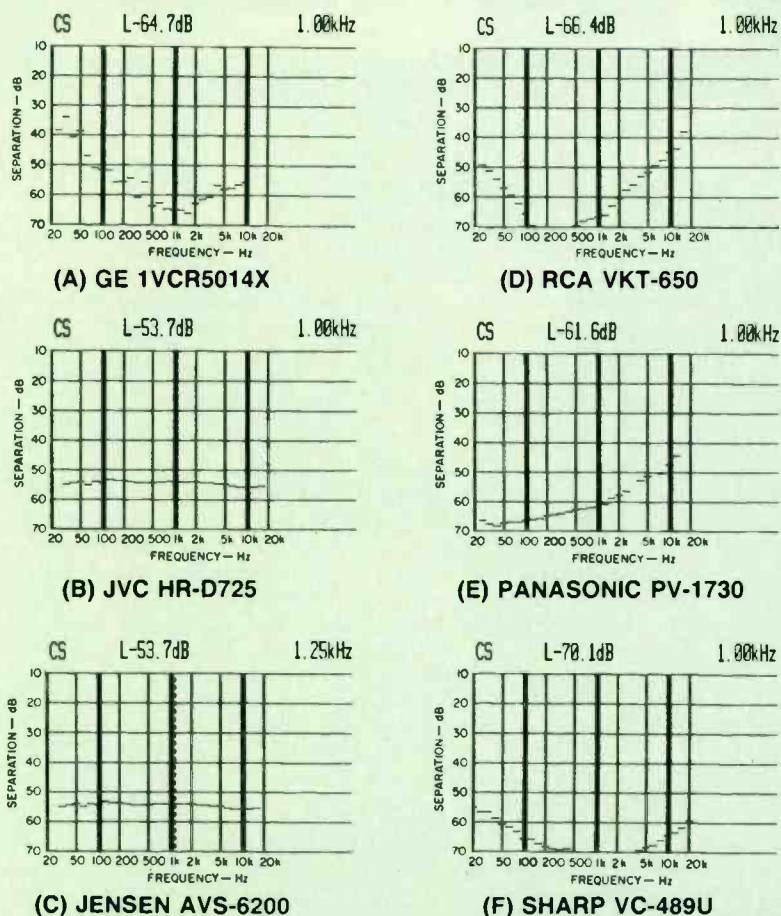 CS L-64.7dB 1.00kHz
SEPARATION — dB
10
20
30
40
50
60
70
20 50 100 200 500 1k 2k 5k 10k 20k
FREQUENCY — Hz
(A) GE 1VCR5014X
CS L-53.7dB 1.00kHz
SEPARATION — dB
10
20
30
40
50
60
70
20 50 100 200 500 1k 2k 5k 10k 20k
FREQUENCY — Hz
(B) JVC HR-D725
CS L-53.7dB 1.25kHz
SEPARATION — dB
10
20
30
40
50
60
70
20 50 100 200 500 1k 2k 5k 10k 20k
FREQUENCY — Hz
(C) JENSEN AVS-6200
CS L-66.4dB 1.00kHz
SEPARATION — dB
10
20
30
40
50
60
70
20 50 100 200 500 1k 2k 5k 10k 20k
FREQUENCY — Hz
(D) RCA VKT-650
CS L-61.6dB 1.00kHz
SEPARATION — dB
10
20
30
40
50
60
70
20 50 100 200 500 1k 2k 5k 10k 20k
FREQUENCY — Hz
(E) PANASONIC PV-1730
CS L-70.1dB 1.00kHz
SEPARATION — dB
10
20
30
40
50
60
70
20 50 100 200 500 1k 2k 5k 10k 20k
FREQUENCY — Hz
(F) SHARP VC-489U